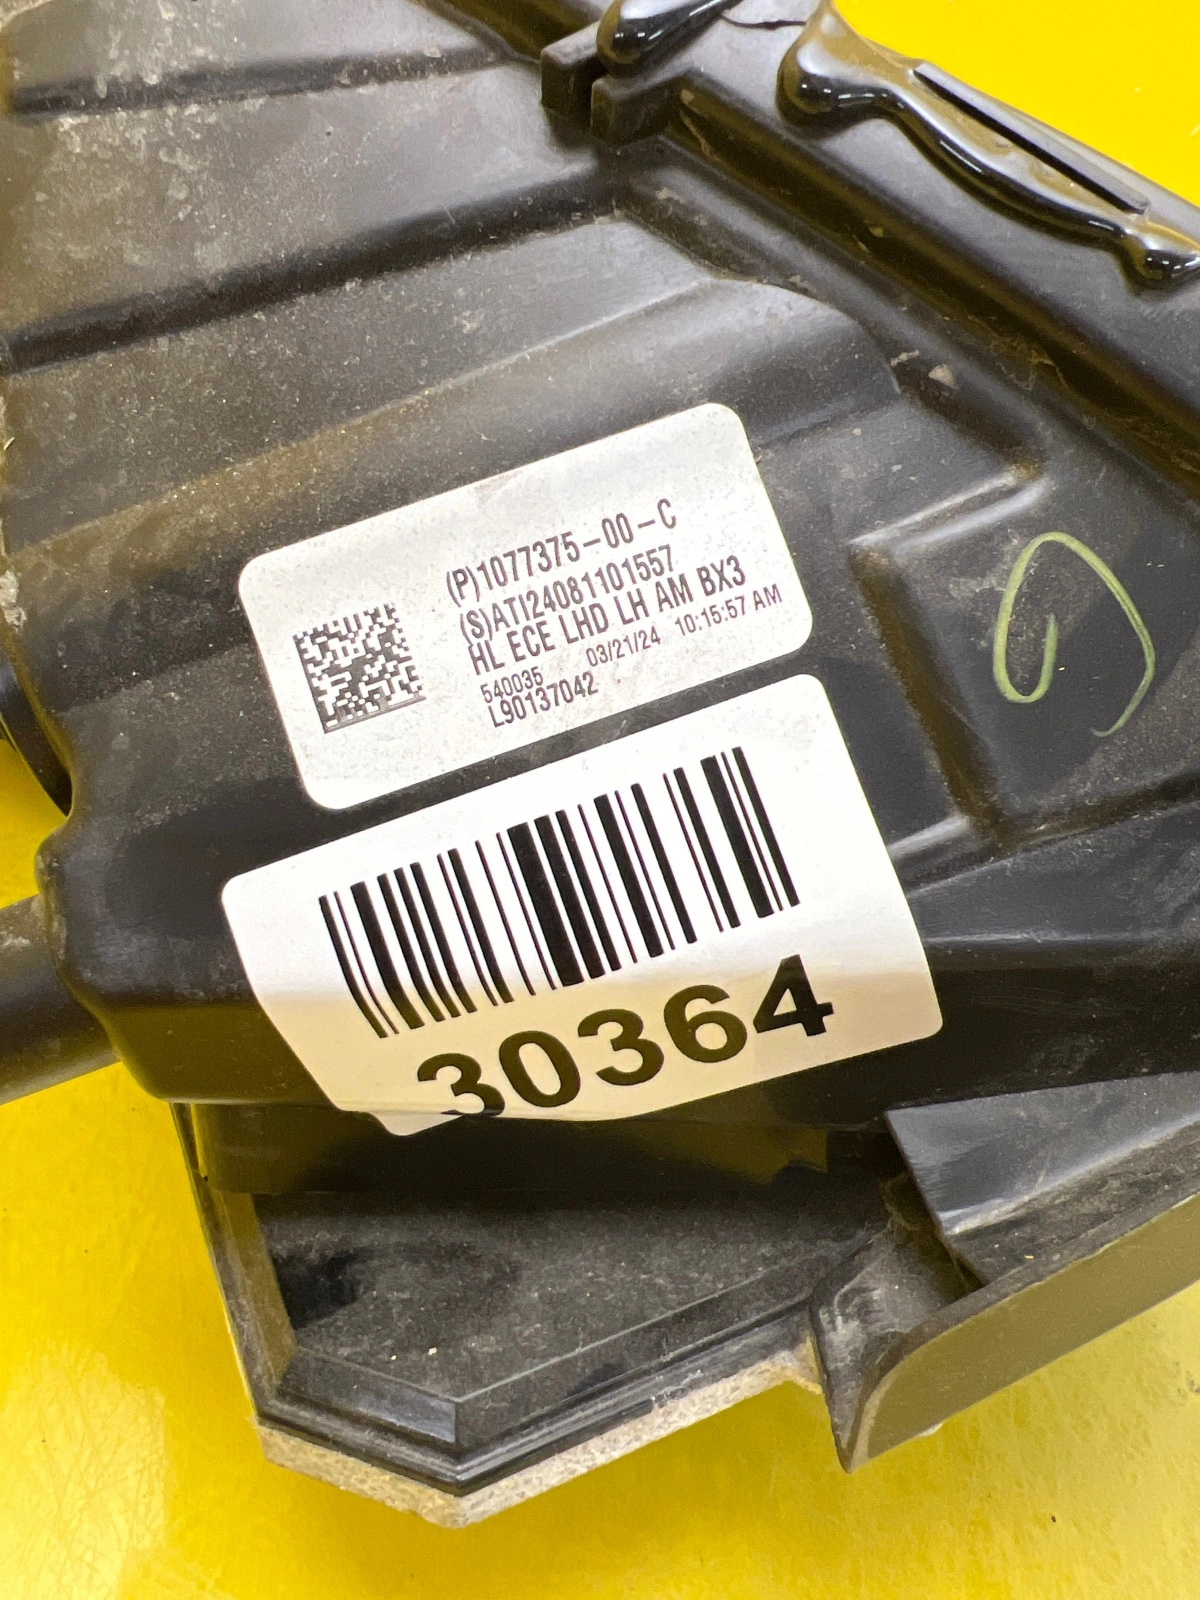 (P)1077375-00-C
(S)ATI24081101557
HL ECE LHD LH AM BX3
540035 03/21/24 10:15:57 AM
L90137042
30364